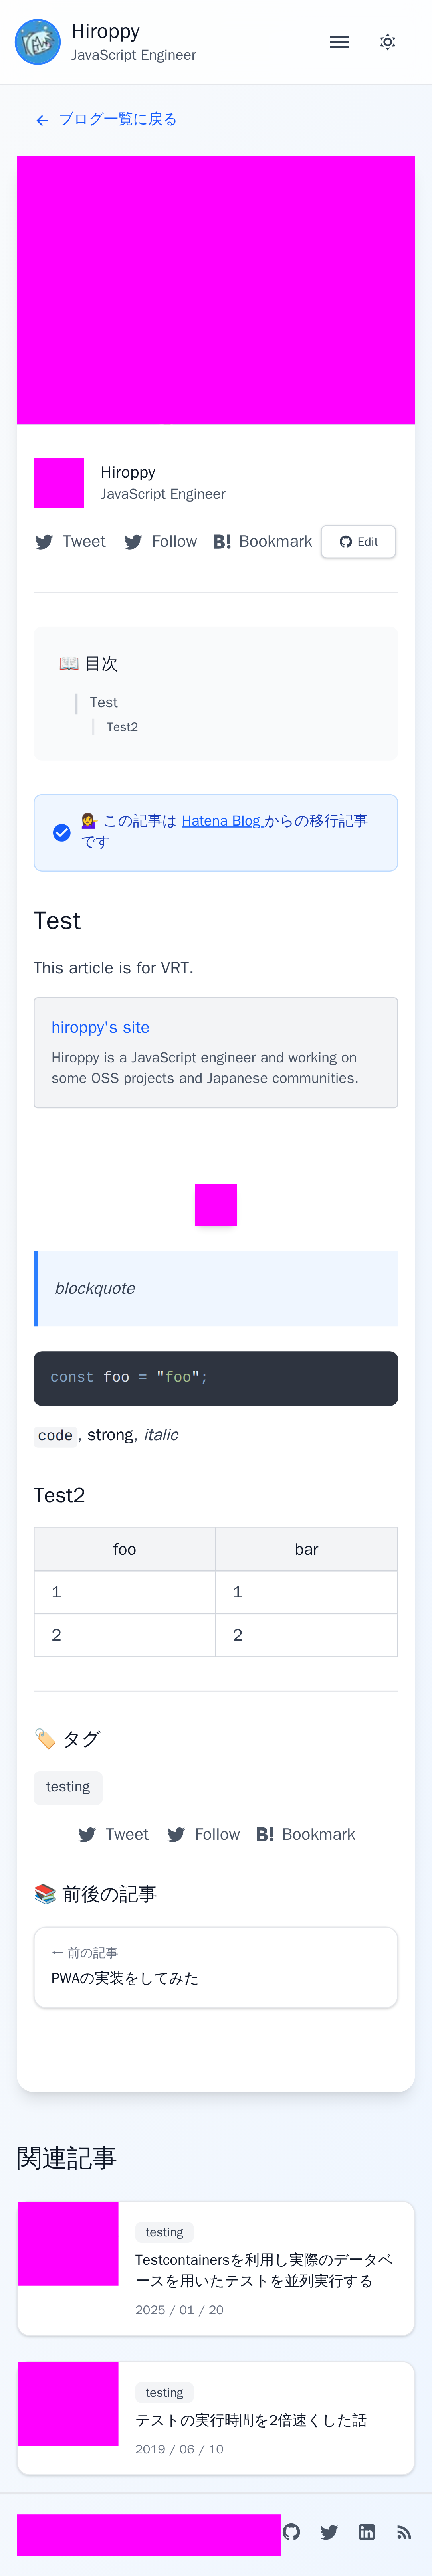 Hiroppy
JavaScript Engineer
← ブログ一覧に戻る
Hiroppy
JavaScript Engineer
Tweet Follow B! Bookmark Edit
📖 目次
Test
Test2
💁‍♀️ この記事は Hatena Blog からの移行記事
です
Test
This article is for VRT.
hiroppy's site
Hiroppy is a JavaScript engineer and working on
some OSS projects and Japanese communities.
blockquote
const foo = "foo";
code, strong, italic
Test2
foo bar
1 1
2 2
🏷️ タグ
testing
Tweet Follow B! Bookmark
📚 前後の記事
← 前の記事
PWAの実装をしてみた
関連記事
testing
Testcontainersを利用し実際のデータベ
ースを用いたテストを並列実行する
2025 / 01 / 20
testing
テストの実行時間を2倍速くした話
2019 / 06 / 10